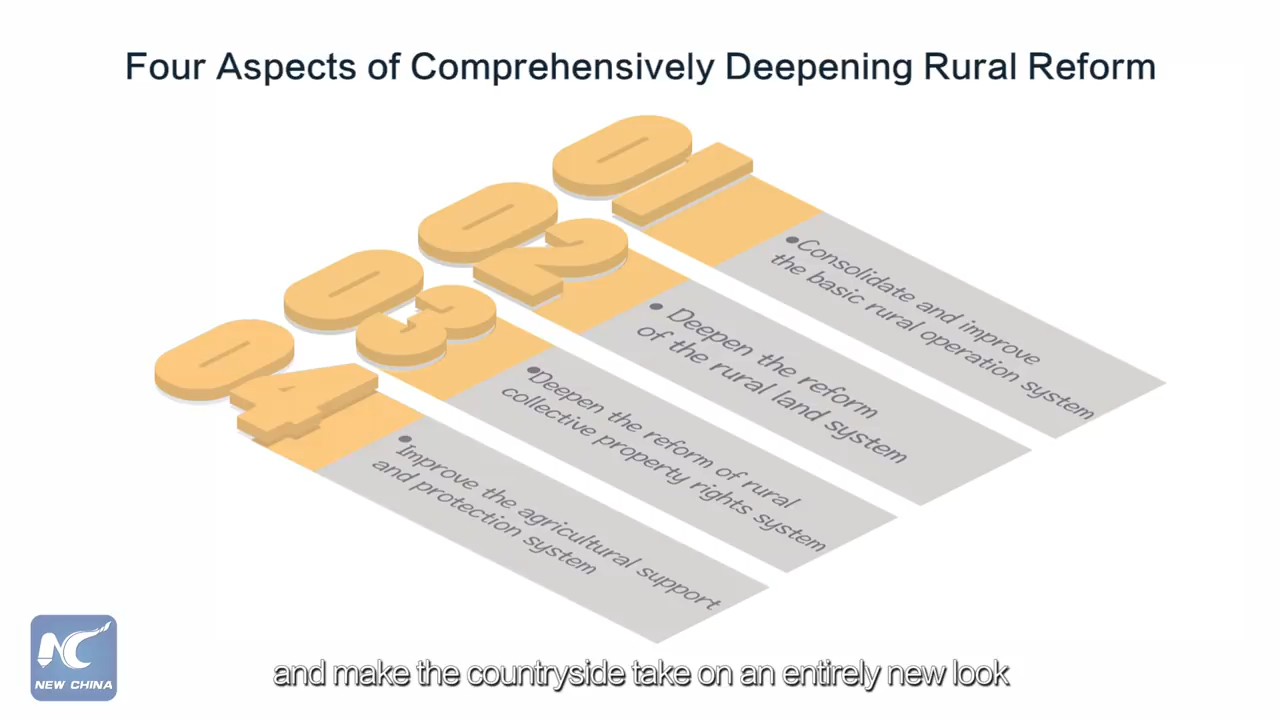 Four Aspects of Comprehensively Deepening Rural Reform
01
●Consolidate and improve
the basic rural operation system
02
● Deepen the reform
of the rural land system
03
●Deepen the reform of rural
collective property rights system
04
●Improve the agricultural support
and protection system
NC
NEW CHINA
and make the countryside take on an entirely new look